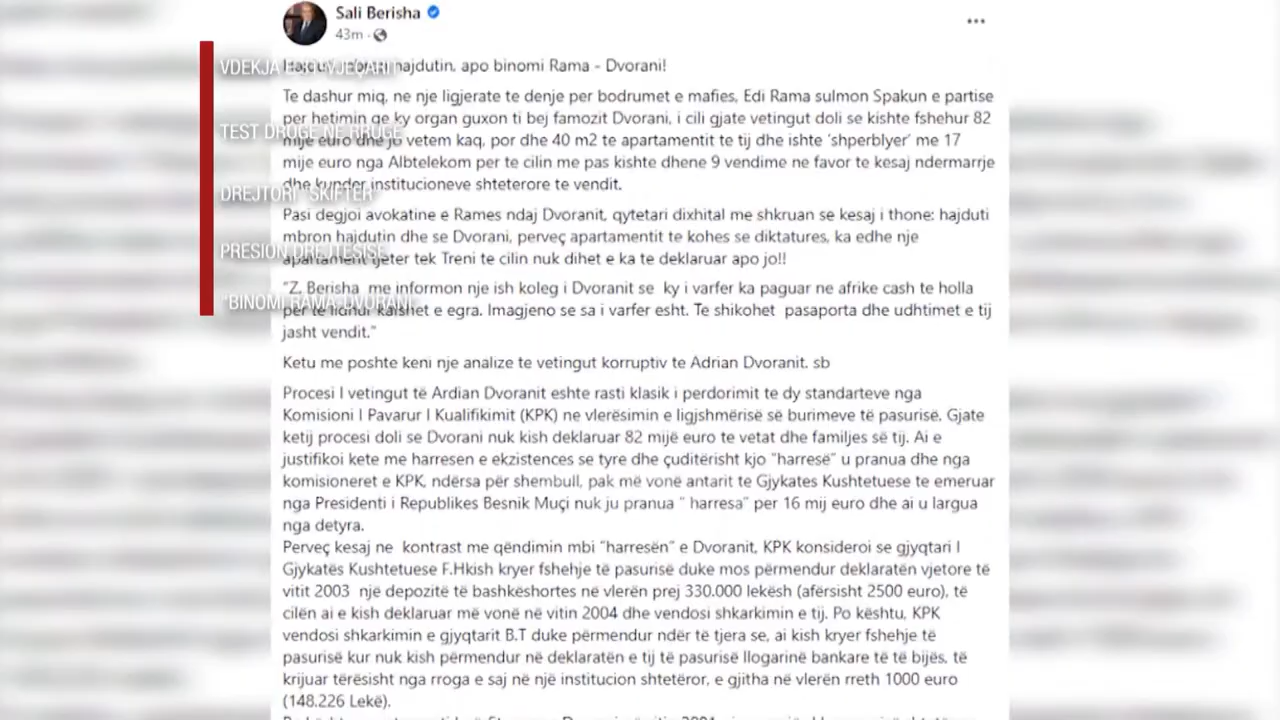 Sali Berisha
43m
hajdutin, apo binomi Rama - Dvorani!
Te dashur miq, ne nje ligjerate te denje per bodrumet e mafies, Edi Rama sulmon Spakun e partise
per hetimin qe ky organ guxon ti bej famozit Dvorani, i cili gjate vetingut doli se kishte fshehur 82
mije euro dhe jo vetem kaq, por dhe 40 m2 te apartamentit te tij dhe ishte ‘shperblyer’ me 17
mije euro nga Albtelekom per te cilin me pas kishte dhene 9 vendime ne favor te kesaj ndermarrje
dhe kunder institucioneve shteterore te vendit.
Pasi degjoi avokatine e Rames ndaj Dvoranit, qytetari dixhital me shkruan se kesaj i thone: hajduti
mbron hajdutin dhe se Dvorani, perveç apartamentit te kohes se diktatures, ka edhe nje
apartament tjeter tek Treni te cilin nuk dihet e ka te deklaruar apo jo!!
“Z. Berisha me informon nje ish koleg i Dvoranit se ky i varfer ka paguar ne afrike cash te holla
per te lidhur kafshet e egra. Imagjeno se sa i varfer esht. Te shikohet pasaporta dhe udhtimet e tij
jasht vendit.”
Ketu me poshte keni nje analize te vetingut korruptiv te Adrian Dvoranit. sb
Procesi I vetingut të Ardian Dvoranit eshte rasti klasik i perdorimit te dy standarteve nga
Komisioni I Pavarur I Kualifikimit (KPK) ne vlerësimin e ligjshmërisë së burimeve të pasurisë. Gjate
ketij procesi doli se Dvorani nuk kish deklaruar 82 mijë euro te vetat dhe familjes së tij. Ai e
justifikoi kete me harresen e ekzistences se tyre dhe çuditërisht kjo “harresë” u pranua dhe nga
komisioneret e KPK, ndërsa për shembull, pak më vonë antarit te Gjykates Kushtetuese te emeruar
nga Presidenti i Republikes Besnik Muçi nuk ju pranua “ harresa” per 16 mij euro dhe ai u largua
nga detyra.
Perveç kesaj ne kontrast me qëndimin mbi “harresën” e Dvoranit, KPK konsideroi se gjyqtari I
Gjykatës Kushtetuese F.Hkish kryer fshehje të pasurisë duke mos përmendur deklaratën vjetore të
vitit 2003 një depozitë të bashkëshortes në vlerën prej 330.000 lekësh (afërsisht 2500 euro), të
cilën ai e kish deklaruar më vonë në vitin 2004 dhe vendosi shkarkimin e tij. Po kështu, KPK
vendosi shkarkimin e gjyqtarit B.T duke përmendur ndër të tjera se, ai kish kryer fshehje të
pasurisë kur nuk kish përmendur në deklaratën e tij të pasurisë llogarinë bankare të të bijës, të
krijuar tërësisht nga rroga e saj në një institucion shtetëror, e gjitha në vlerën rreth 1000 euro
(148.226 Lekë).
VDEKJA
TEST DROGE NË RRUGË
DREJTORI “SKIFTER”
PRESION DREJTËSISË
“BINOMI RAMA-DVORANI”